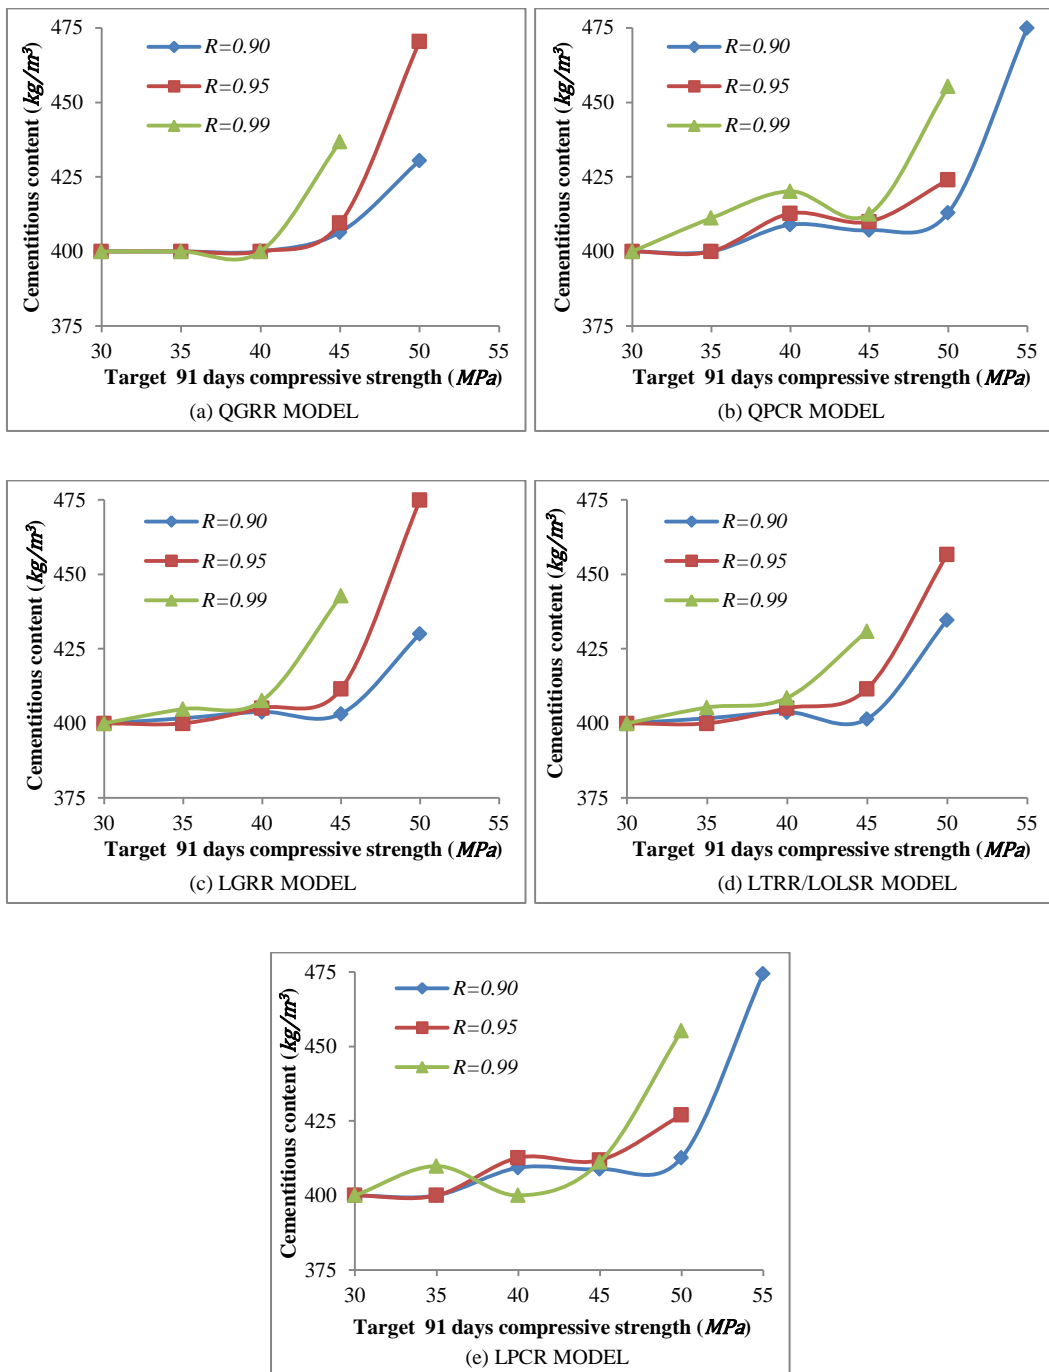 475
450
425
400
375
Cementitious content (kg/m³)
R=0.90
R=0.95
R=0.99
30 35 40 45 50 55
Target 91 days compressive strength (MPa)
(a) QGRR MODEL
475
450
425
400
375
Cementitious content (kg/m³)
R=0.90
R=0.95
R=0.99
30 35 40 45 50 55
Target 91 days compressive strength (MPa)
(b) QPCR MODEL
475
450
425
400
375
Cementitious content (kg/m³)
R=0.90
R=0.95
R=0.99
30 35 40 45 50 55
Target 91 days compressive strength (MPa)
(c) LGRR MODEL
475
450
425
400
375
Cementitious content (kg/m³)
R=0.90
R=0.95
R=0.99
30 35 40 45 50 55
Target 91 days compressive strength (MPa)
(d) LTRR/LOLSR MODEL
475
450
425
400
375
Cementitious content (kg/m³)
R=0.90
R=0.95
R=0.99
30 35 40 45 50 55
Target 91 days compressive strength (MPa)
(e) LPCR MODEL